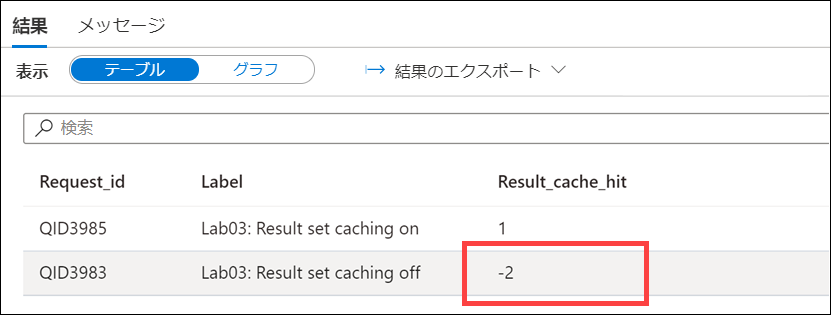 結果 メッセージ
表示 テーブル グラフ 結果のエクスポート
検索
Request_id Label Result_cache_hit
QID3985 Lab03: Result set caching on 1
QID3983 Lab03: Result set caching off -2